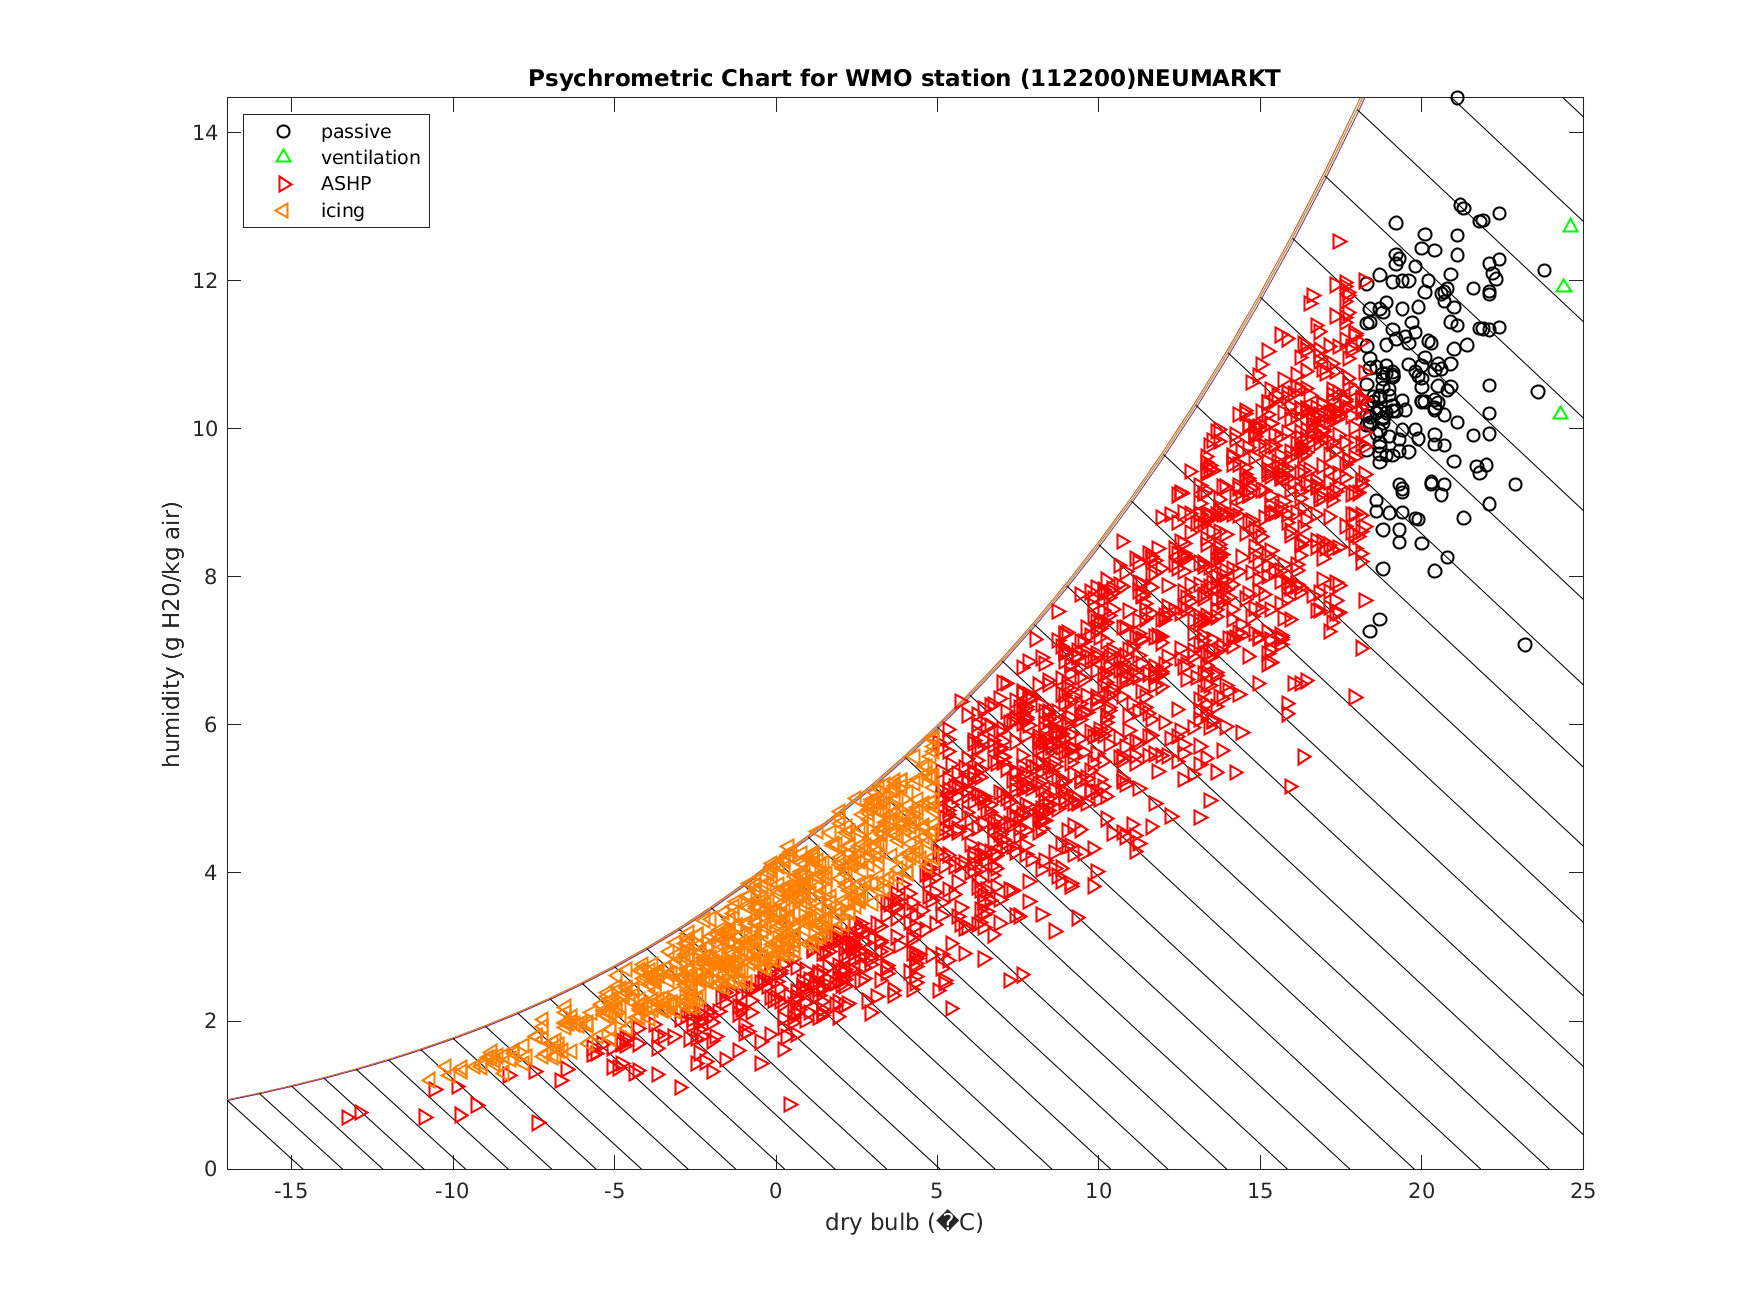 Psychrometric Chart for WMO station (112200)NEUMARKT
passive
ventilation
ASHP
icing
14
12
10
8
6
4
2
0
humidity (g H20/kg air)
-15 -10 -5 0 5 10 15 20 25
dry bulb (�C)